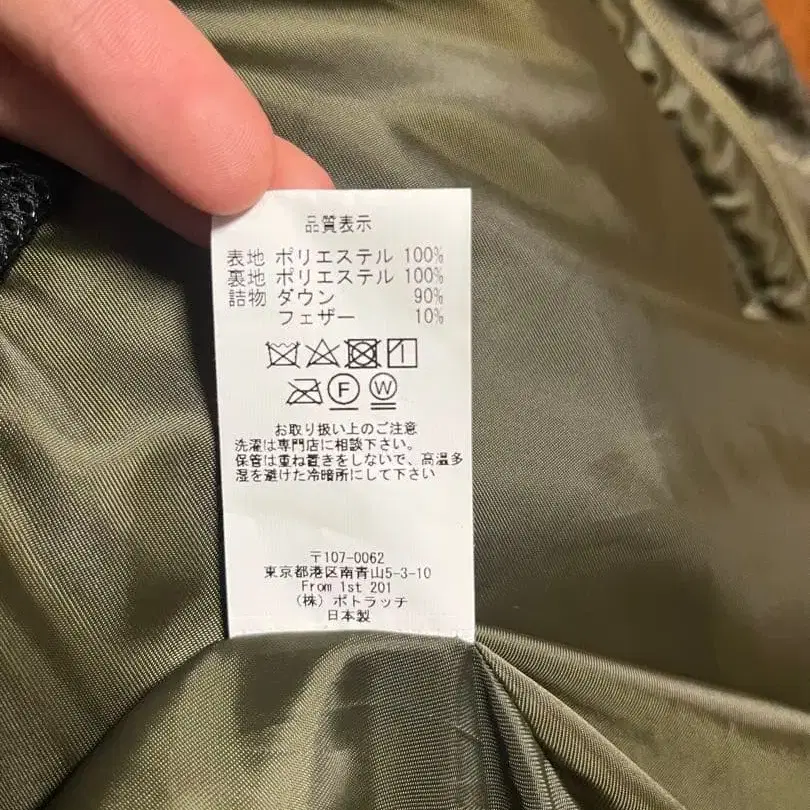 品質表示
表地 ポリエステル 100%
裏地 ポリエステル 100%
詰物 ダウン 90%
フェザー 10%
F W
お取り扱い上のご注意
洗濯は専門店に相談下さい。
保管は重ね置きをしないで、高温多
湿を避けた冷暗所にして下さい
〒107-0062
東京都港区南青山5-3-10
From 1st 201
(株) ポトラッチ
日本製